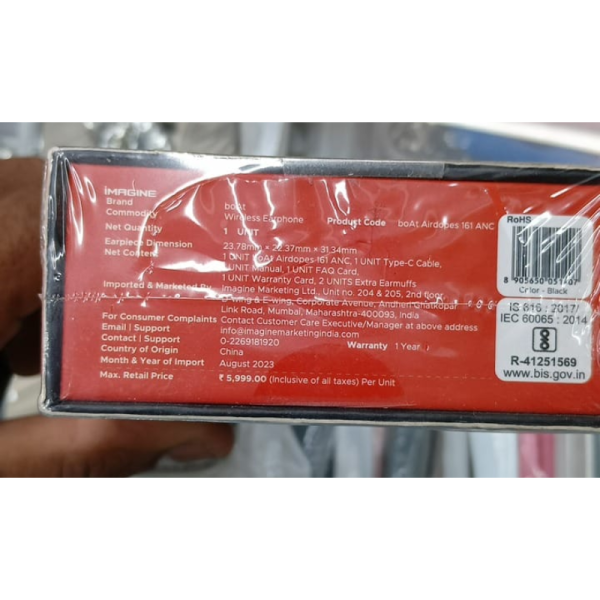 iMAGINE
Brand boAt
Commodity Wireless Earphone Product Code boAt Airdopes 161 ANC
Net Quantity 1 UNIT
Earpiece Dimension 23.78mm × 22.37mm × 31.34mm
Net Content 1 UNIT boAt Airdopes 161 ANC, 1 UNIT Type-C Cable,
1 UNIT Manual, 1 UNIT FAQ Card,
1 UNIT Warranty Card, 2 UNITS Extra Earmuffs
Imported & Marketed By Imagine Marketing Ltd., Unit no. 204 & 205, 2nd floor,
E-wing, Corporate Avenue, Andheri Ghatkopar
Link Road, Mumbai, Maharashtra-400093, India
For Consumer Complaints Contact Customer Care Executive/Manager at above address
Email | Support info@imaginemarketingindia.com
Contact | Support 0-2269181920 Warranty 1 Year
Country of Origin China
Month & Year of Import August 2023
Max. Retail Price ₹ 5,999.00 (Inclusive of all taxes) Per Unit
RoHS
Color - Black
IS 616 : 2017/
IEC 60065 : 2014
R-41251569
www.bis.gov.in